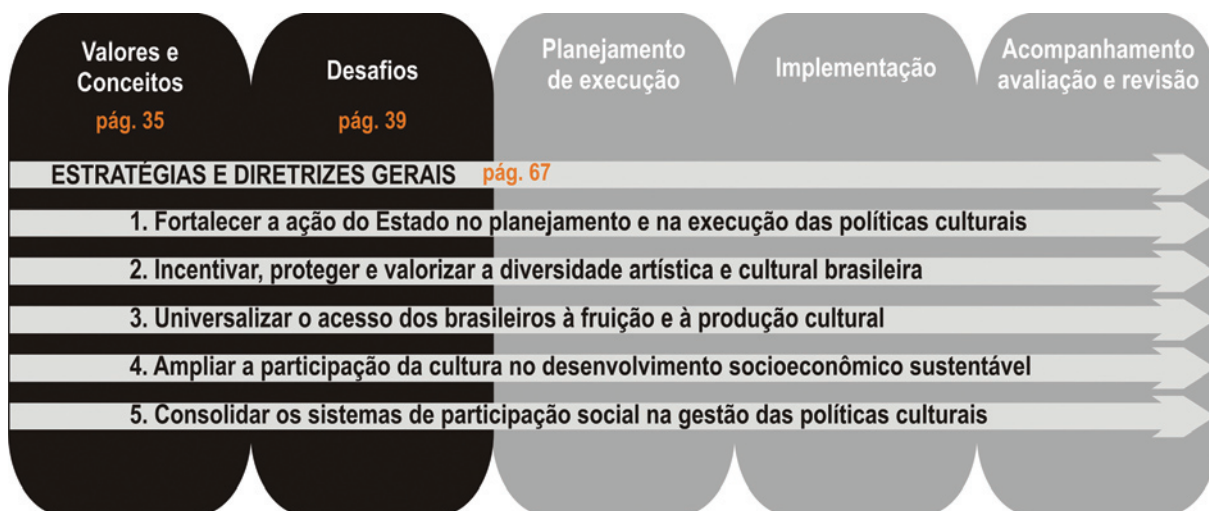 Valores e
Conceitos
pág. 35
Desafios
pág. 39
Planejamento
de execução
Implementação
Acompanhamento
avaliação e revisão
ESTRATÉGIAS E DIRETRIZES GERAIS pág. 67
1. Fortalecer a ação do Estado no planejamento e na execução das políticas culturais
2. Incentivar, proteger e valorizar a diversidade artística e cultural brasileira
3. Universalizar o acesso dos brasileiros à fruição e à produção cultural
4. Ampliar a participação da cultura no desenvolvimento socioeconômico sustentável
5. Consolidar os sistemas de participação social na gestão das políticas culturais